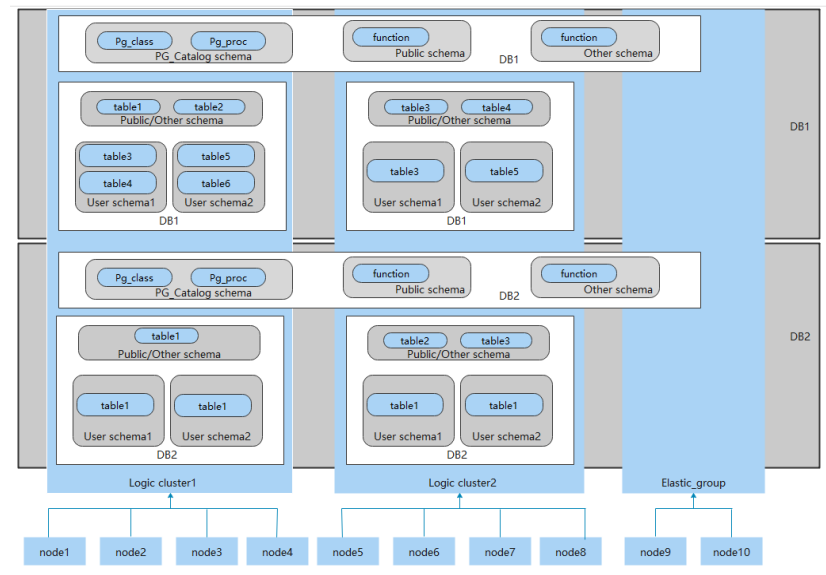 Pg_class
Pg_proc
PG_Catalog schema
function
Public schema
function
Other schema
DB1
table1
table2
Public/Other schema
table3
table4
User schema1
table5
table6
User schema2
DB1
table3
table4
Public/Other schema
table3
User schema1
table5
User schema2
DB1
DB1
Pg_class
Pg_proc
PG_Catalog schema
function
Public schema
function
Other schema
DB2
table1
Public/Other schema
table1
User schema1
table1
User schema2
DB2
table2
table3
Public/Other schema
table1
User schema1
table1
User schema2
DB2
DB2
Logic cluster1
Logic cluster2
Elastic_group
node1
node2
node3
node4
node5
node6
node7
node8
node9
node10